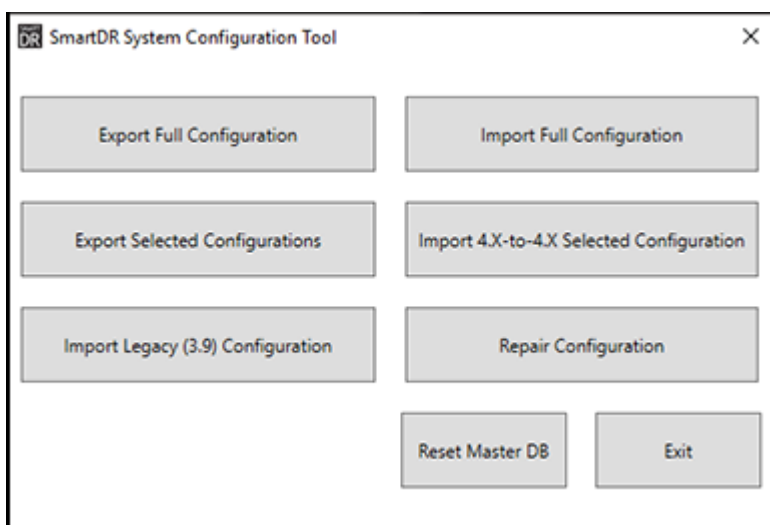 DR SmartDR System Configuration Tool
Export Full Configuration
Import Full Configuration
Export Selected Configurations
Import 4.X-to-4.X Selected Configuration
Import Legacy (3.9) Configuration
Repair Configuration
Reset Master DB
Exit